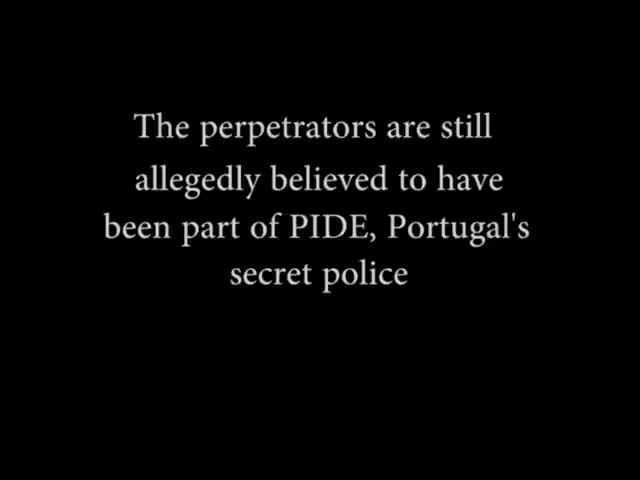 The perpetrators are still
allegedly believed to have
been part of PIDE, Portugal's
secret police